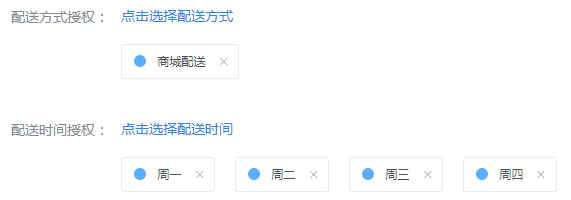 配送方式授权： 点击选择配送方式
商城配送 ×
配送时间授权： 点击选择配送时间
周一 × 周二 × 周三 × 周四 ×